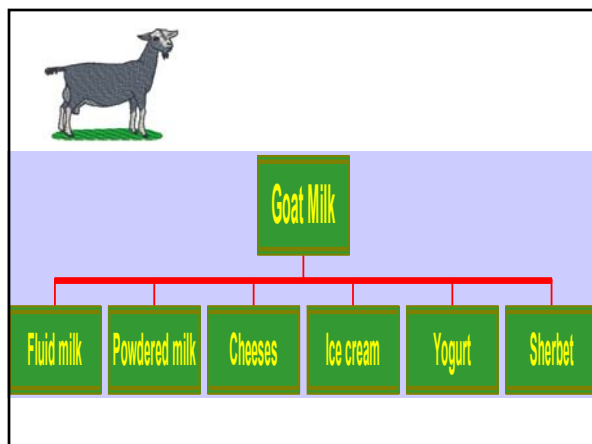 Goat Milk
Fluid milk
Powdered milk
Cheeses
Ice cream
Yogurt
Sherbet